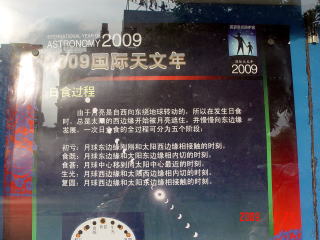 INTERNATIONAL YEAR OF
ASTRONOMY 2009
2009国际天文年
国际天文年
2009
日食过程
由于月亮是自西向东绕地球转动的，所以在发生日食
时，总是太阳的西边缘开始被月亮遮住，并慢慢向东边缘
发展。一次日食的全过程可分为五个阶段：
初亏：月球东边缘刚刚和太阳西边缘相接触的时刻。
食既：月球东边缘和太阳东边缘相内切的时刻。
食甚：月球中心移到同太阳中心最近的时刻。
生光：月球西边缘和太阳西边缘相内切的时刻。
复圆：月球西边缘和太阳东边缘相接触的时刻。